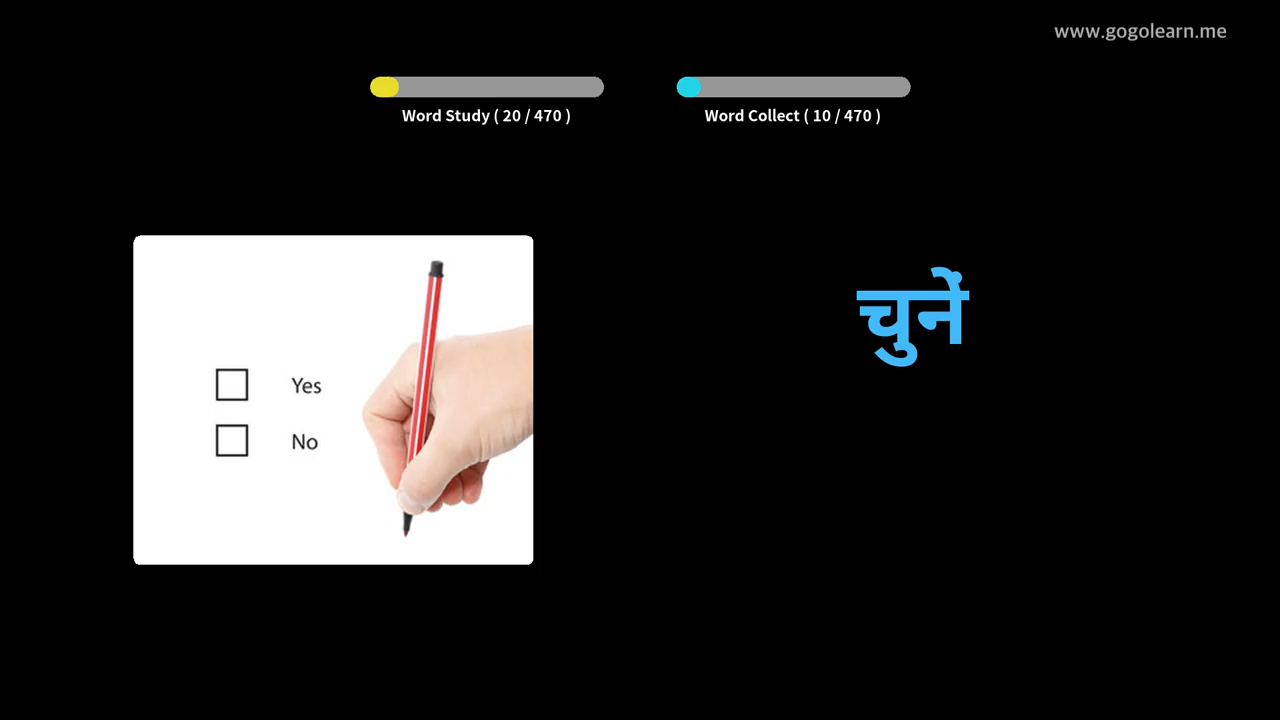 www.gogolearn.me
Word Study ( 20 / 470 )
Word Collect ( 10 / 470 )
चुनें
Yes
No